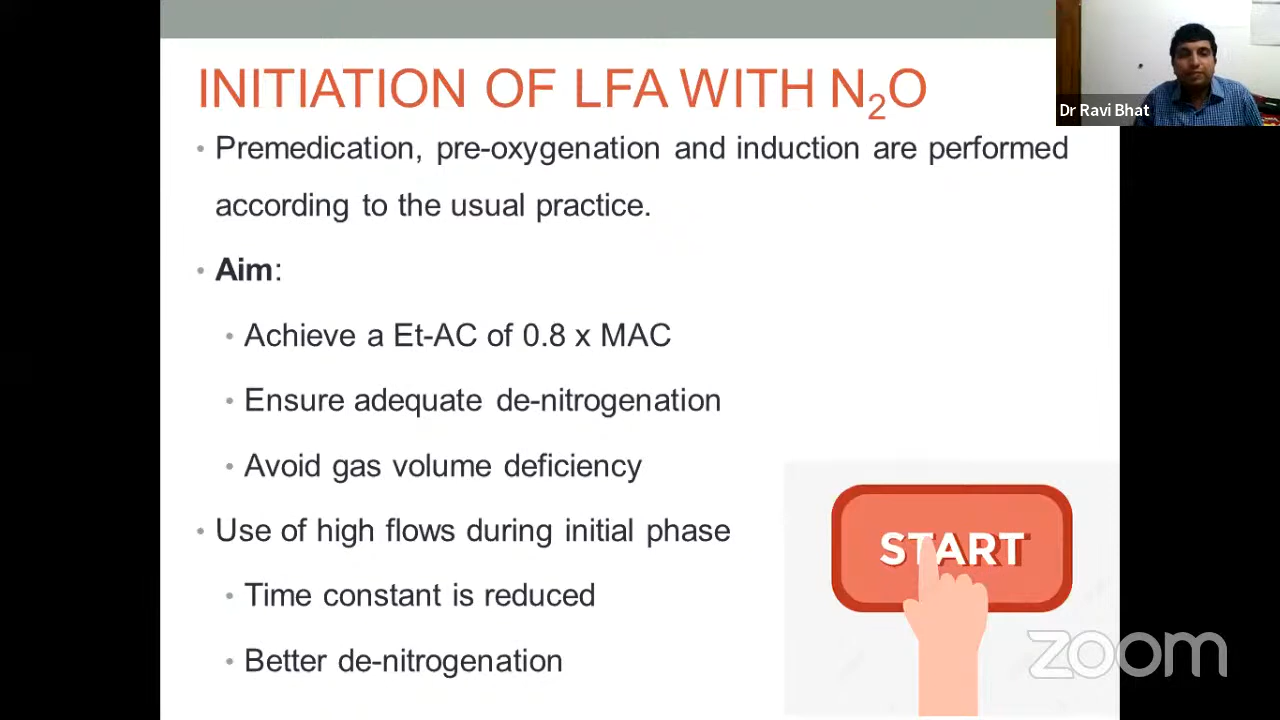 INITIATION OF LFA WITH N₂O
Dr Ravi Bhat
• Premedication, pre-oxygenation and induction are performed
according to the usual practice.
• Aim:
• Achieve a Et-AC of 0.8 x MAC
• Ensure adequate de-nitrogenation
• Avoid gas volume deficiency
• Use of high flows during initial phase
• Time constant is reduced
• Better de-nitrogenation
START
zoom